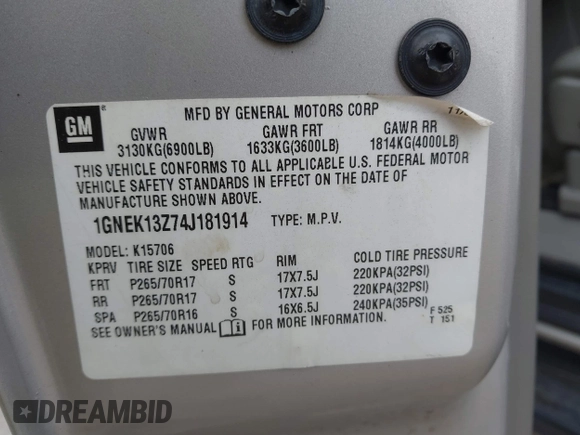 GM
MFD BY GENERAL MOTORS CORP
GVWR GAWR FRT GAWR RR
3130KG(6900LB) 1633KG(3600LB) 1814KG(4000LB)
THIS VEHICLE CONFORMS TO ALL APPLICABLE U.S. FEDERAL MOTOR
VEHICLE SAFETY STANDARDS IN EFFECT ON THE DATE OF
MANUFACTURE SHOWN ABOVE.
1GNEK13Z74J181914 TYPE: M.P.V.
MODEL: K15706
KPRV TIRE SIZE SPEED RTG RIM COLD TIRE PRESSURE
FRT P265/70R17 S 17X7.5J 220KPA(32PSI)
RR P265/70R17 S 17X7.5J 220KPA(32PSI)
SPA P265/70R16 S 16X6.5J 240KPA(35PSI)
SEE OWNER'S MANUAL FOR MORE INFORMATION.
F 525
T 151
DREAMBID